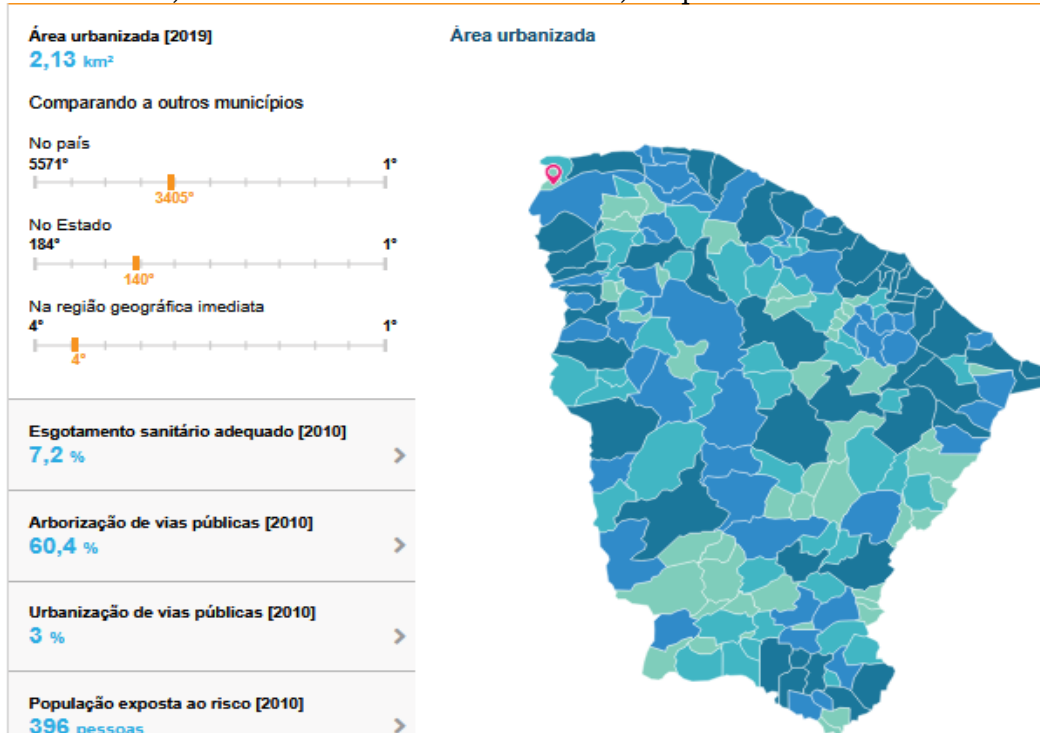 Área urbanizada [2019]
2,13 km²
Comparando a outros municípios
No país
5571°
1°
3405°
No Estado
184°
1°
140°
Na região geográfica imediata
4°
1°
4°
Esgotamento sanitário adequado [2010]
7,2 %
Arborização de vias públicas [2010]
60,4 %
Urbanização de vias públicas [2010]
3 %
População exposta ao risco [2010]
396 pessoas
Área urbanizada